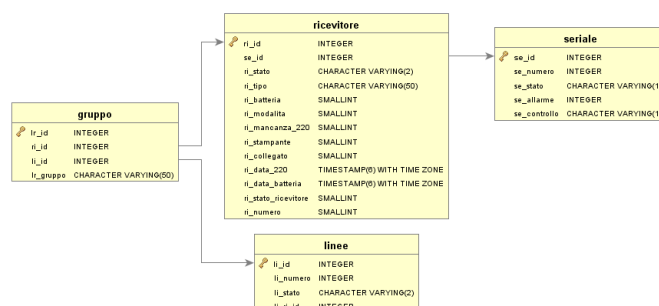 ricevitore
ri_id INTEGER
se_id INTEGER
ri_stato CHARACTER VARYING(2)
ri_tipo CHARACTER VARYING(50)
ri_batteria SMALLINT
ri_modalita SMALLINT
ri_mancanza_220 SMALLINT
ri_stampante SMALLINT
ri_collegato SMALLINT
ri_data_220 TIMESTAMP(6) WITH TIME ZONE
ri_data_batteria TIMESTAMP(6) WITH TIME ZONE
ri_stato_ricevitore SMALLINT
ri_numero SMALLINT
seriale
se_id INTEGER
se_numero INTEGER
se_stato CHARACTER VARYING(1
se_allarme INTEGER
se_controllo CHARACTER VARYING(1
gruppo
lr_id INTEGER
ri_id INTEGER
li_id INTEGER
lr_gruppo CHARACTER VARYING(50)
linee
li_id INTEGER
li_numero INTEGER
li_stato CHARACTER VARYING(2)
INTEGER